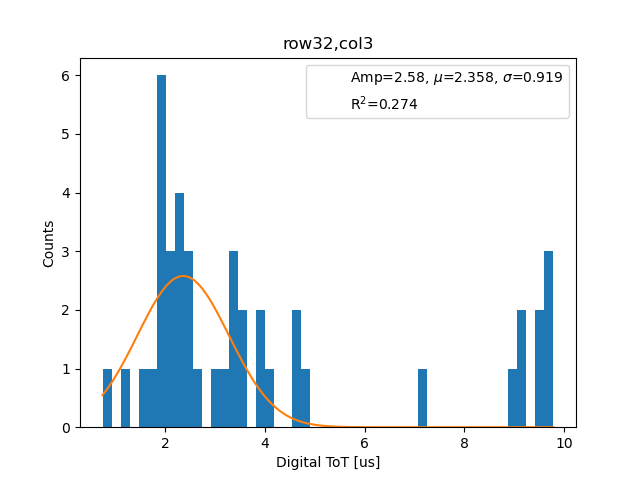 row32,col3
Amp=2.58, μ=2.358, σ=0.919
R²=0.274
Counts
6
5
4
3
2
1
0
2 4 6 8 10
Digital ToT [us]